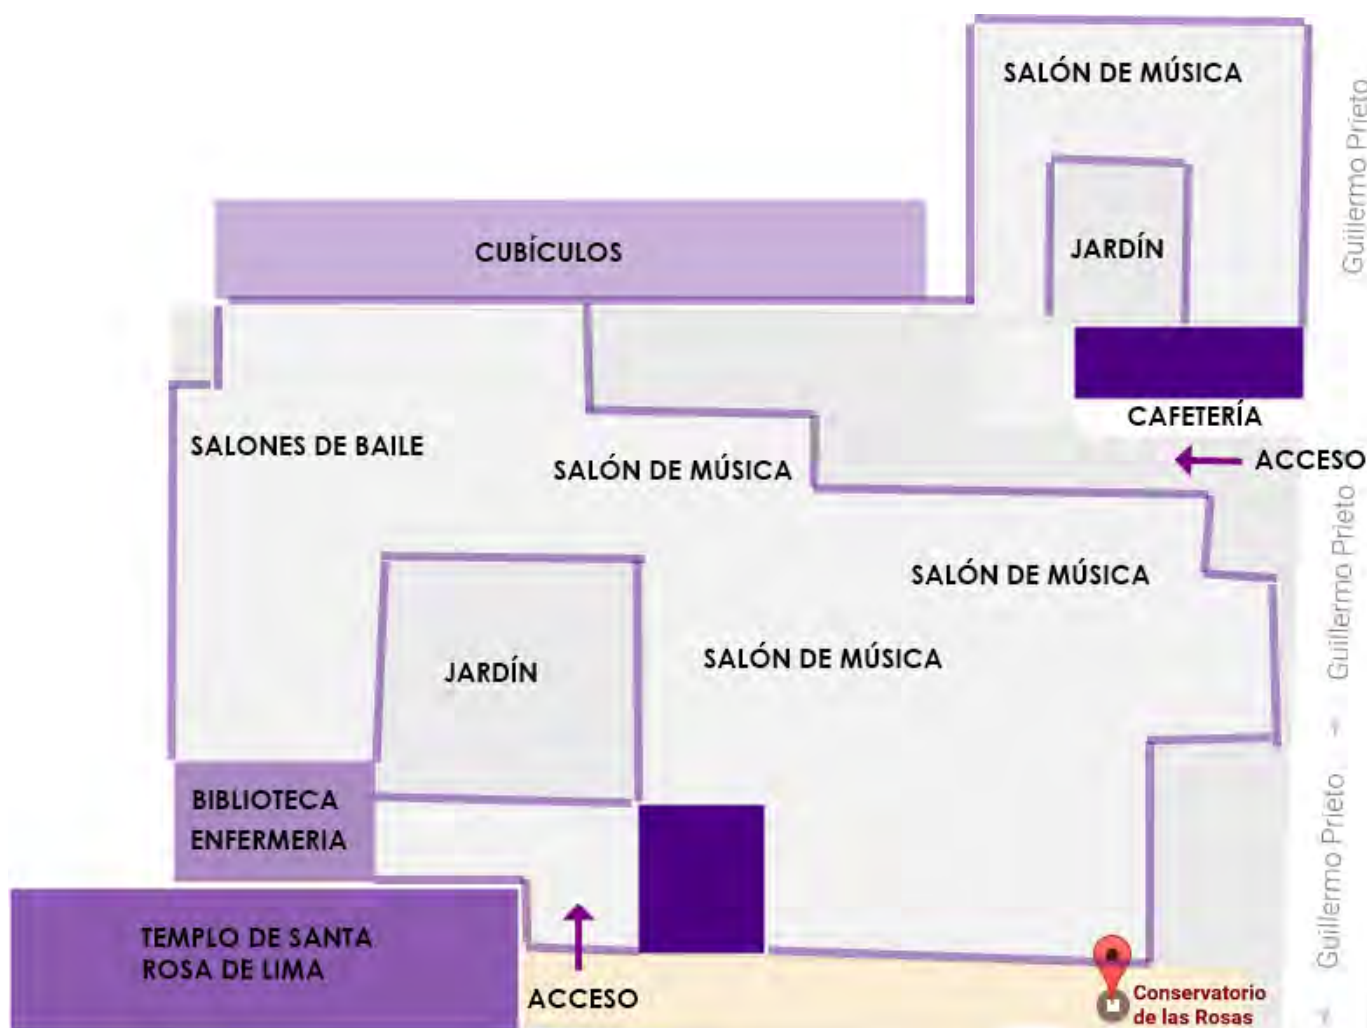 SALÓN DE MÚSICA
Guillermo Prieto
CUBÍCULOS
JARDÍN
CAFETERÍA
SALONES DE BAILE
SALÓN DE MÚSICA
ACCESO
Guillermo Prieto
SALÓN DE MÚSICA
JARDÍN
SALÓN DE MÚSICA
BIBLIOTECA
ENFERMERIA
Guillermo Prieto
TEMPLO DE SANTA
ROSA DE LIMA
ACCESO
Conservatorio
de las Rosas